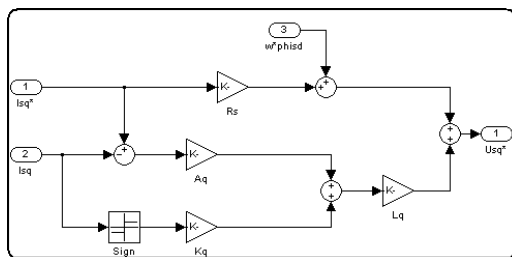 3
w*phisd
1
Isq*
K-
Rs
2
Isq
K-
Aq
Sign
K-
Kq
K-
Lq
1
Usq*